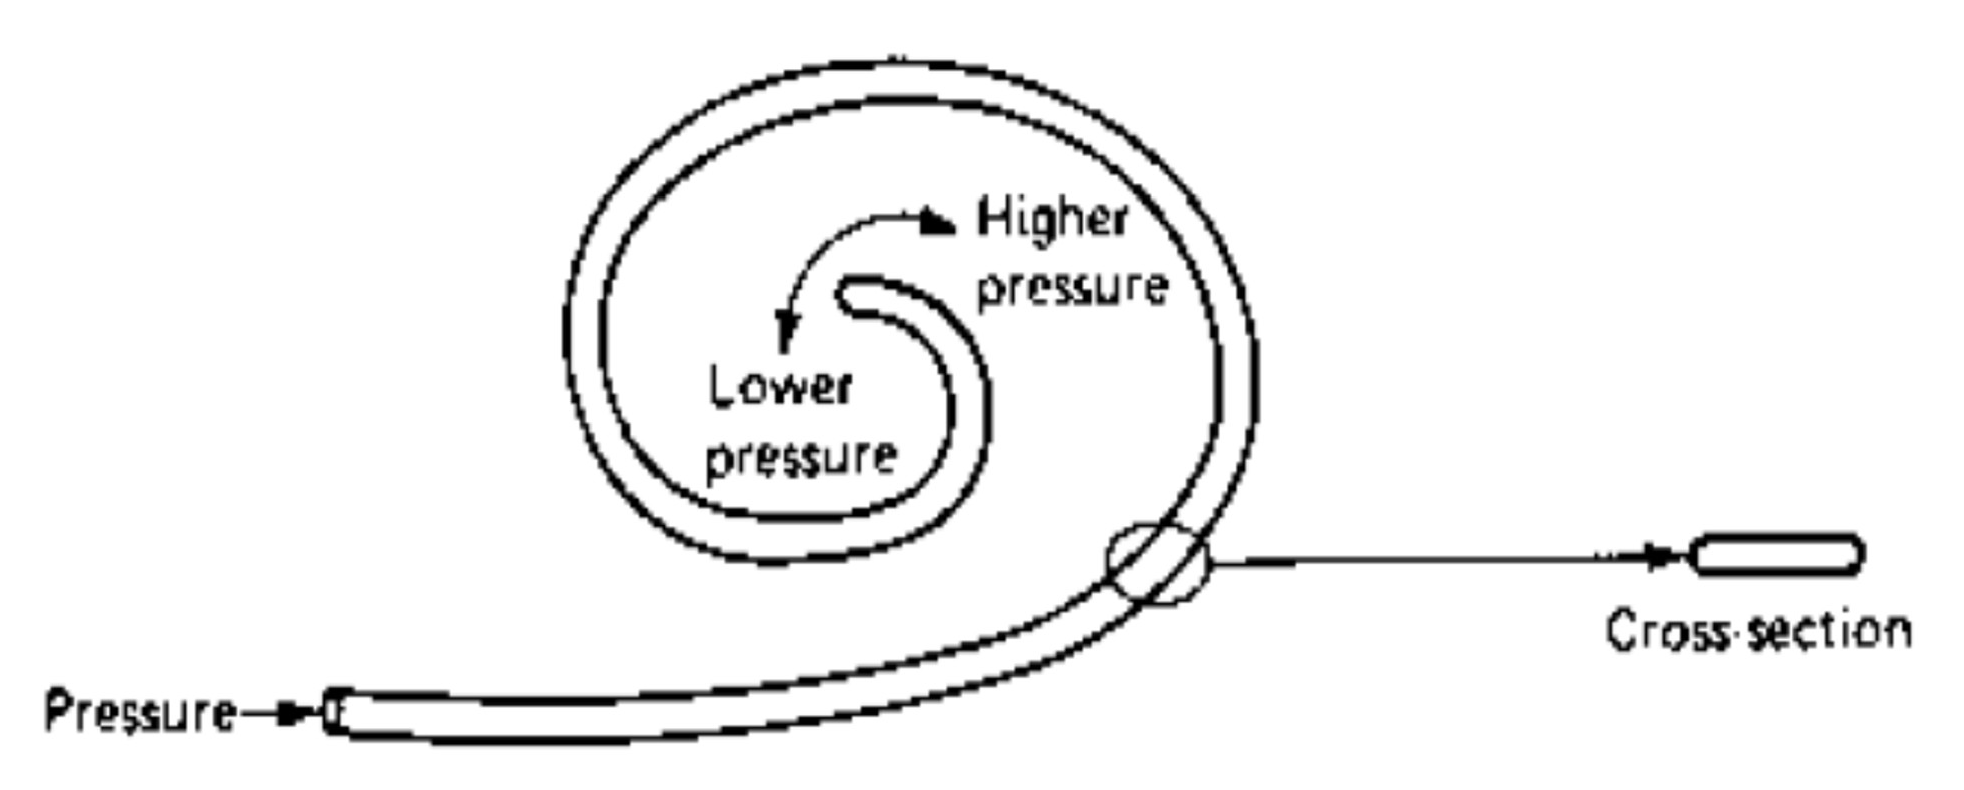 Higher
pressure
Lower
pressure
Cross-section
Pressure